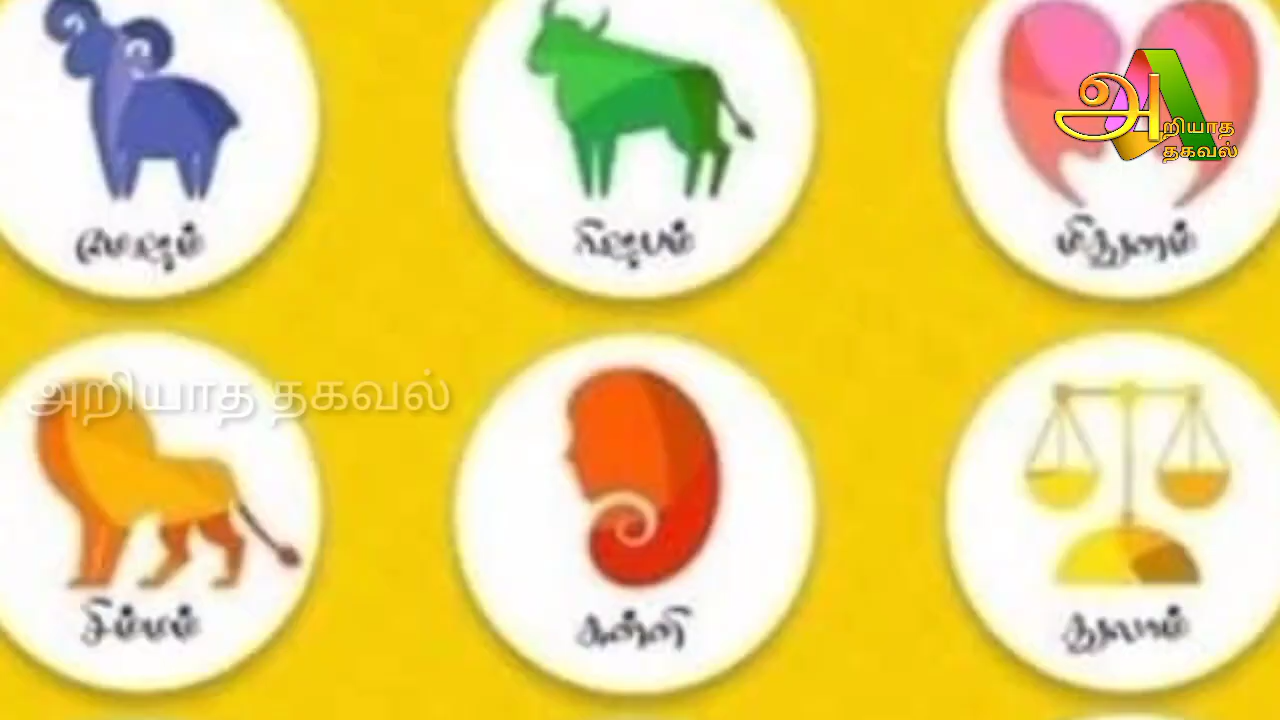 அறியாத
தகவல்
மேஷம்
ரிஷபம்
மிதுனம்
அறியாத தகவல்
சிம்மம்
கன்னி
துலாம்